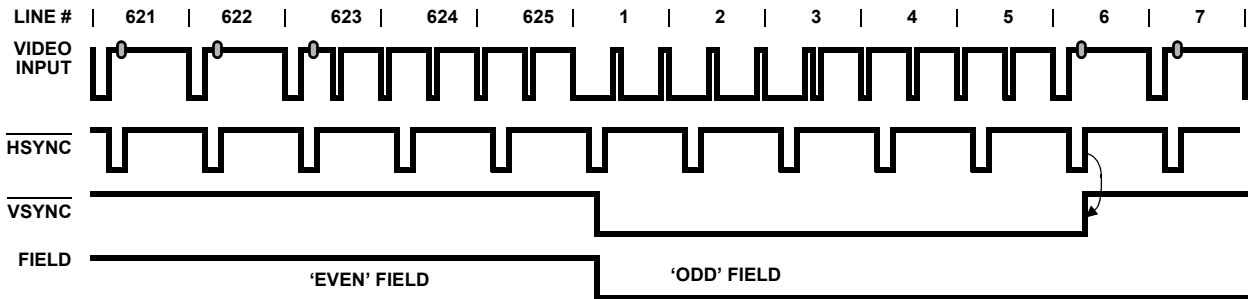 LINE # | 621 | 622 | 623 | 624 | 625 | 1 | 2 | 3 | 4 | 5 | 6 | 7 |
VIDEO
INPUT
HSYNC
VSYNC
FIELD
‘EVEN’ FIELD
‘ODD’ FIELD